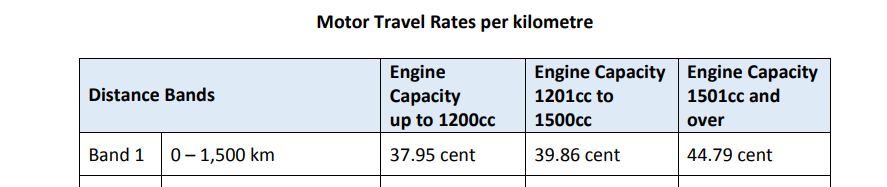 Motor Travel Rates per kilometre
Distance Bands
Engine
Capacity
up to 1200cc
Engine Capacity
1201cc to
1500cc
Engine Capacity
1501cc and
over
Band 1 0 – 1,500 km 37.95 cent 39.86 cent 44.79 cent